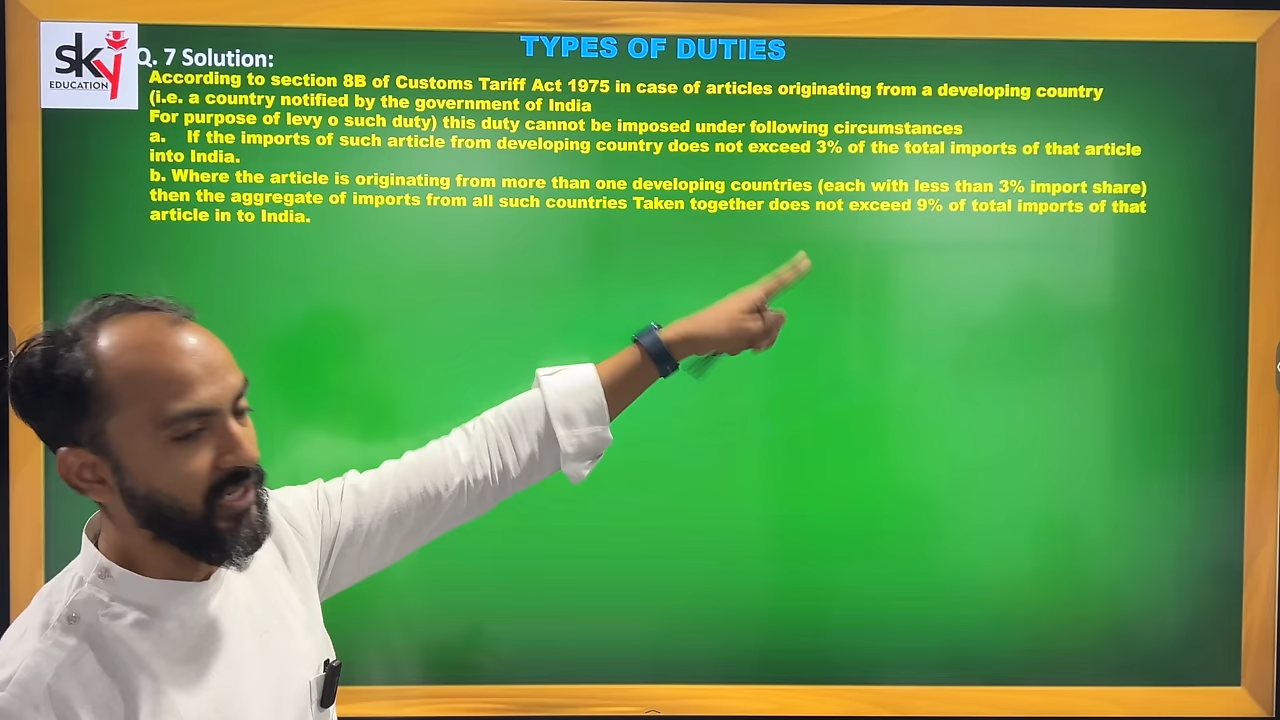 sky
EDUCATION
TYPES OF DUTIES
Q. 7 Solution:
According to section 8B of Customs Tariff Act 1975 in case of articles originating from a developing country
(i.e. a country notified by the government of India
For purpose of levy o such duty) this duty cannot be imposed under following circumstances
a. If the imports of such article from developing country does not exceed 3% of the total imports of that article
into India.
b. Where the article is originating from more than one developing countries (each with less than 3% import share)
then the aggregate of imports from all such countries Taken together does not exceed 9% of total imports of that
article in to India.